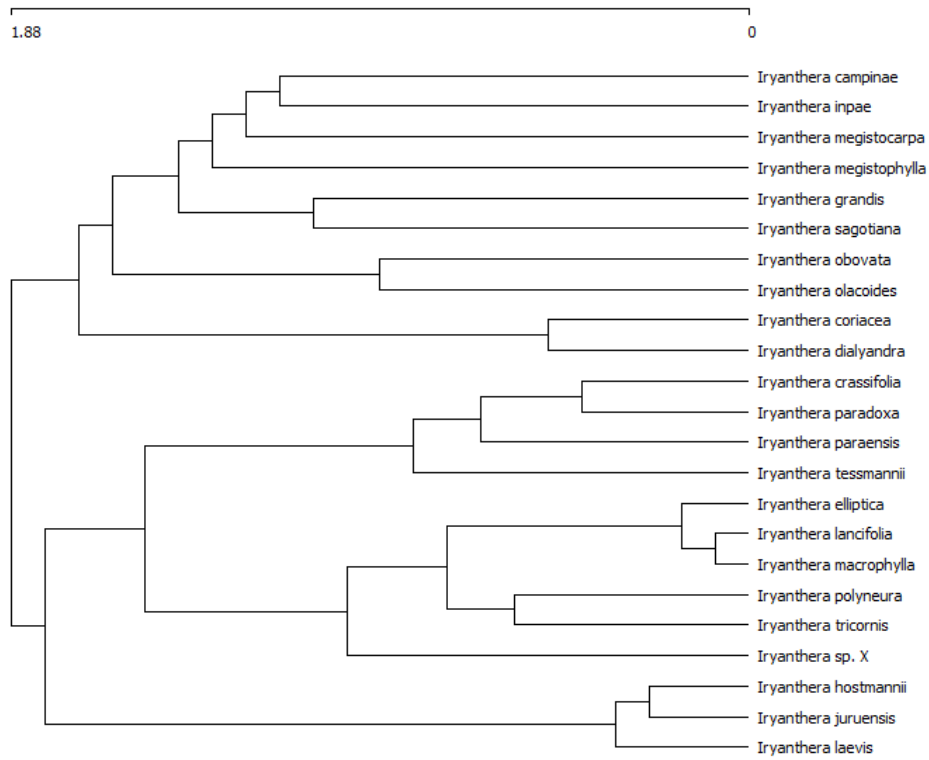 1.88 0
Iryanthera campinae
Iryanthera inpae
Iryanthera megistocarpa
Iryanthera megistophylla
Iryanthera grandis
Iryanthera sagotiana
Iryanthera obovata
Iryanthera olacoides
Iryanthera coriacea
Iryanthera dialyandra
Iryanthera crassifolia
Iryanthera paradoxa
Iryanthera paraensis
Iryanthera tessmannii
Iryanthera elliptica
Iryanthera lancifolia
Iryanthera macrophylla
Iryanthera polyneura
Iryanthera tricornis
Iryanthera sp. X
Iryanthera hostmannii
Iryanthera juruensis
Iryanthera laevis